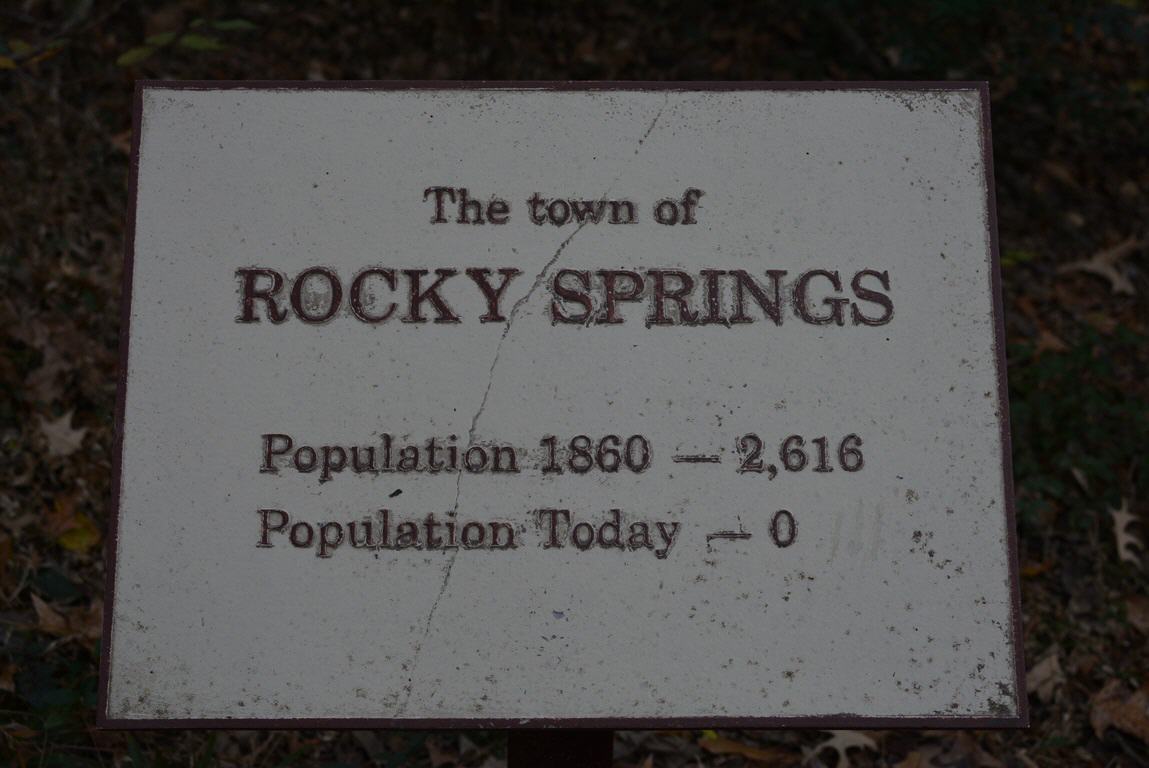 The town of
ROCKY SPRINGS
Population 1860 — 2,616
Population Today — 0